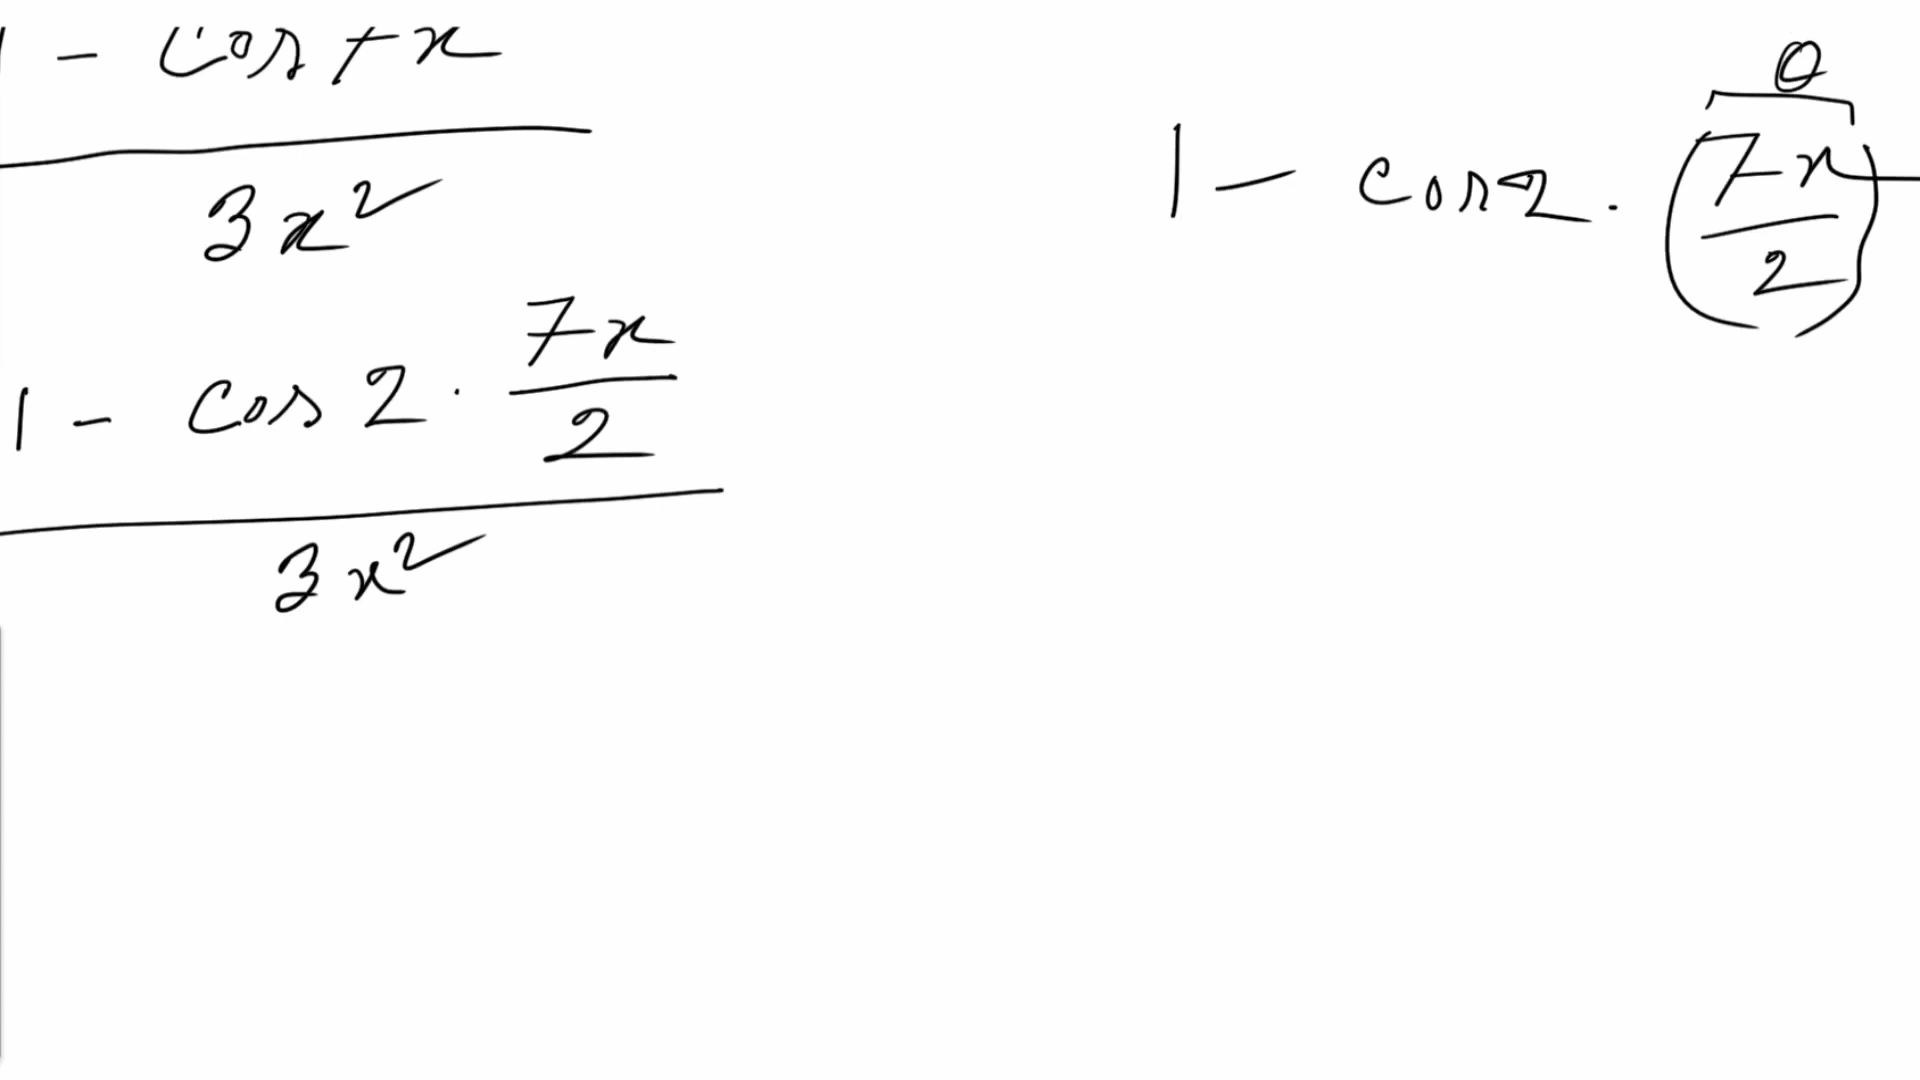 1 - cos 7x
3x²
1 - cos 2 · 7x
2
3x²
θ
1 - cos 2 · (7x
2)